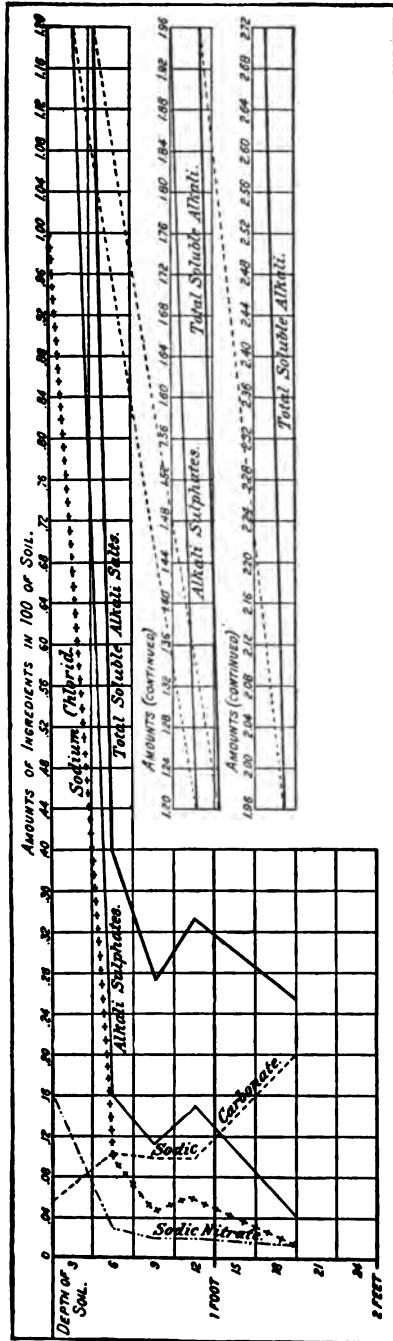 AMOUNTS OF INGREDIENTS IN 100 OF SOIL.
0 .04 .08 .12 .16 .20 .24 .28 .32 .36 .40 .44 .48 .52 .56 .60 .64 .68 .72 .76 .80 .84 .88 .92 .96 1.00 1.04 1.08 1.12 1.16 1.20
DEPTH OF
SOIL.
3
6
9
12
1 FOOT
15
18
21
24
2 FEET
Sodium Chlorid.
Alkali Sulphates.
Total Soluble Alkali Salts.
Sodic Carbonate.
Sodic Nitrate.
AMOUNTS (CONTINUED)
1.20 1.24 1.28 1.32 1.36 1.40 1.44 1.48 1.52 1.56 1.60 1.64 1.68 1.72 1.76 1.80 1.84 1.88 1.92 1.96
Alkali Sulphates.
Total Soluble Alkali.
AMOUNTS (CONTINUED)
1.96 2.00 2.04 2.08 2.12 2.16 2.20 2.24 2.28 2.32 2.36 2.40 2.44 2.48 2.52 2.56 2.60 2.64 2.68 2.72
Total Soluble Alkali.